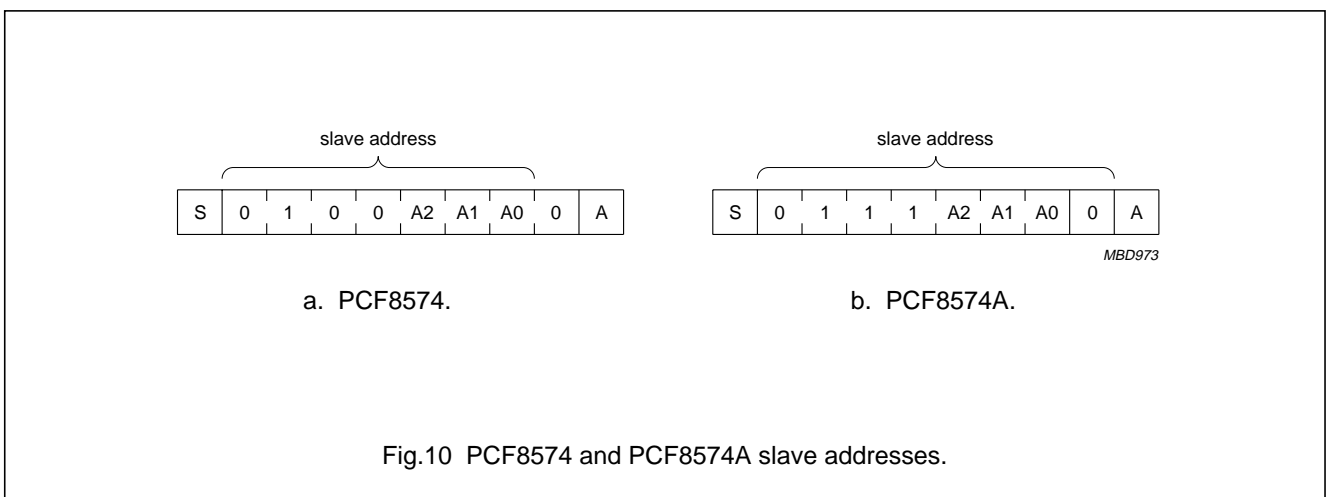 slave address
S 0 1 0 0 A2 A1 A0 0 A
a. PCF8574.
slave address
S 0 1 1 1 A2 A1 A0 0 A
MBD973
b. PCF8574A.
Fig.10 PCF8574 and PCF8574A slave addresses.